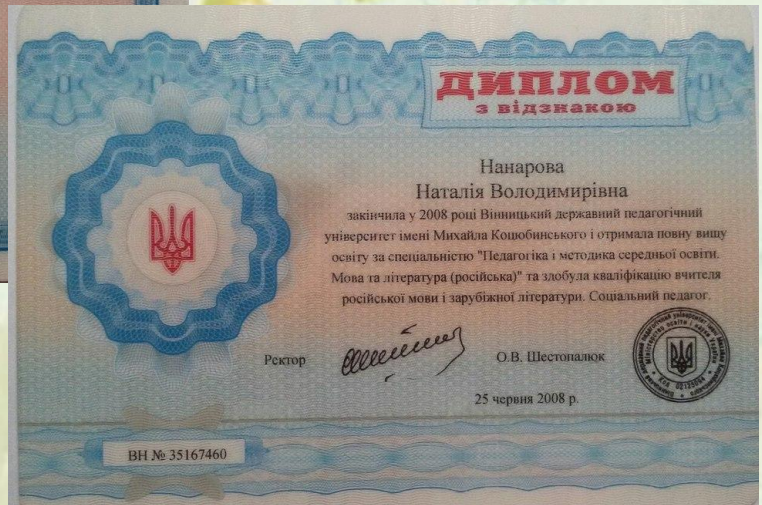 ДИПЛОМ
з відзнакою
Нанарова
Наталія Володимирівна
закінчила у 2008 році Вінницький державний педагогічний
університет імені Михайла Коцюбинського і отримала повну вищу
освіту за спеціальністю "Педагогіка і методика середньої освіти.
Мова та література (російська)" та здобула кваліфікацію вчителя
російської мови і зарубіжної літератури. Соціальний педагог.
Ректор
О.В. Шестопалюк
25 червня 2008 р.
ВН № 35167460